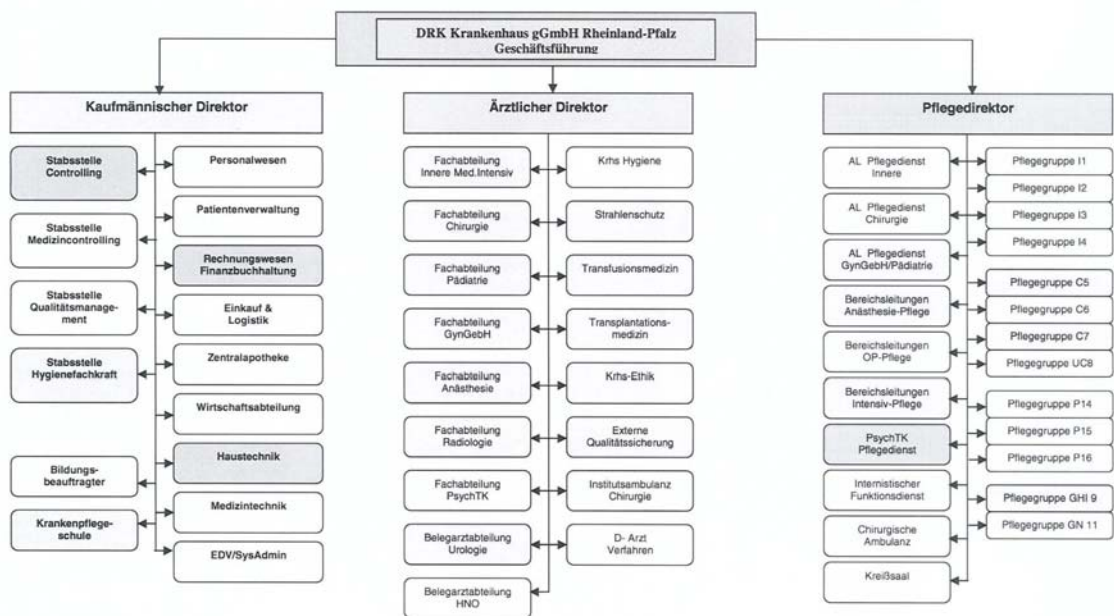 DRK Krankenhaus gGmbH Rheinland-Pfalz
Geschäftsführung
Kaufmännischer Direktor
Stabsstelle
Controlling
Stabsstelle
Medizincontrolling
Stabsstelle
Qualitätsmanage-
ment
Stabsstelle
Hygienefachkraft
Bildungs-
beauftragter
Krankenpflege-
schule
Personalwesen
Patientenverwaltung
Rechnungswesen
Finanzbuchhaltung
Einkauf &
Logistik
Zentralapotheke
Wirtschaftsabteilung
Haustechnik
Medizintechnik
EDV/SysAdmin
Ärztlicher Direktor
Fachabteilung
Innere Med.Intensiv
Fachabteilung
Chirurgie
Fachabteilung
Pädiatrie
Fachabteilung
GynGebH
Fachabteilung
Anästhesie
Fachabteilung
Radiologie
Fachabteilung
PsychTK
Belegarztabteilung
Urologie
Belegarztabteilung
HNO
Krhs Hygiene
Strahlenschutz
Transfusionsmedizin
Transplantations-
medizin
Krhs-Ethik
Externe
Qualitätssicherung
Institutsambulanz
Chirurgie
D- Arzt
Verfahren
Pflegedirektor
AL Pflegedienst
Innere
AL Pflegedienst
Chirurgie
AL Pflegedienst
GynGebH/Pädiatrie
Bereichsleitungen
Anästhesie-Pflege
Bereichsleitungen
OP-Pflege
Bereichsleitungen
Intensiv-Pflege
PsychTK
Pflegedienst
Internistischer
Funktionsdienst
Chirurgische
Ambulanz
Kreißsaal
Pflegegruppe I1
Pflegegruppe I2
Pflegegruppe I3
Pflegegruppe I4
Pflegegruppe C5
Pflegegruppe C6
Pflegegruppe C7
Pflegegruppe UC8
Pflegegruppe P14
Pflegegruppe P15
Pflegegruppe P16
Pflegegruppe GHI 9
Pflegegruppe GN 11